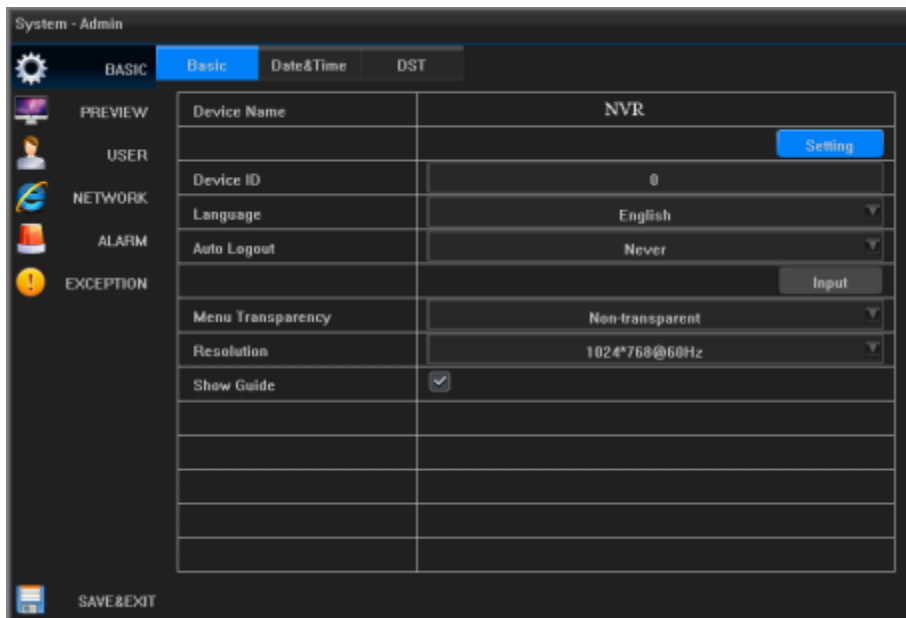 System - Admin
BASIC
PREVIEW
USER
NETWORK
ALARM
EXCEPTION
SAVE&EXIT
Basic Date&Time DST
Device Name NVR
Setting
Device ID 0
Language English
Auto Logout Never
Input
Menu Transparency Non-transparent
Resolution 1024*768@60Hz
Show Guide